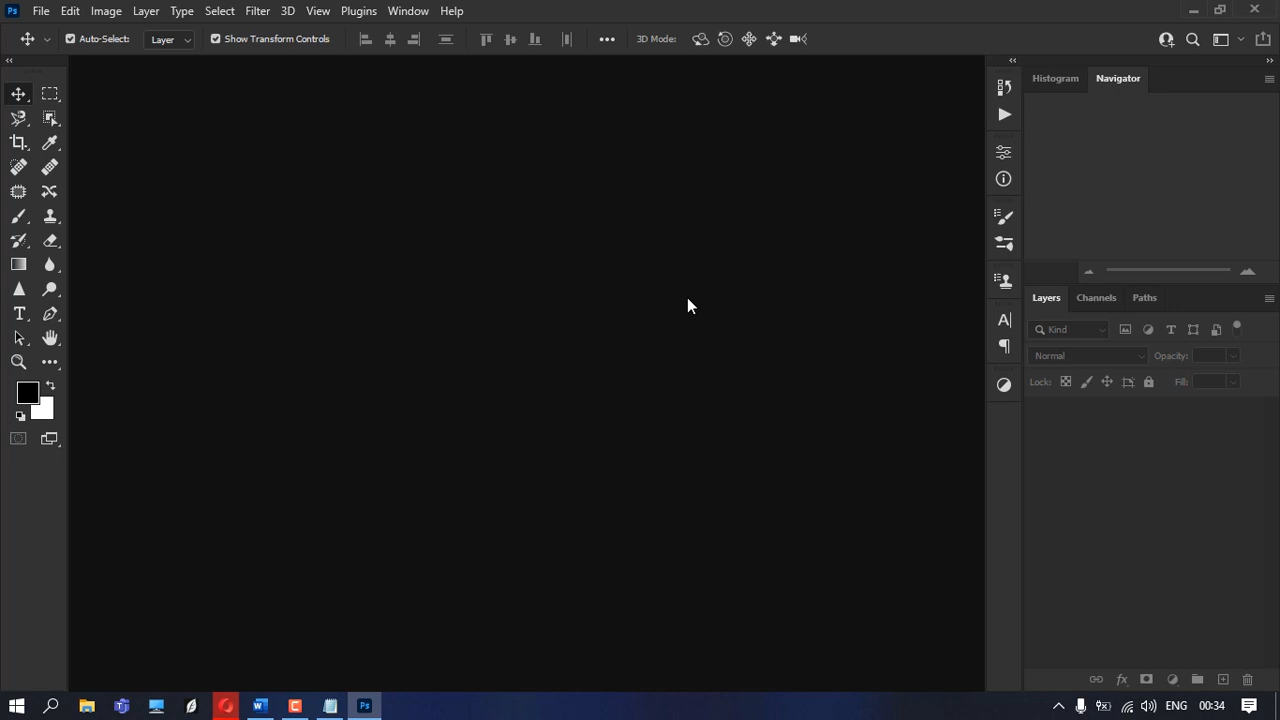 Ps File Edit Image Layer Type Select Filter 3D View Plugins Window Help
Auto-Select: Layer Show Transform Controls 3D Mode:
Histogram Navigator
Layers Channels Paths
Kind
Normal Opacity:
Lock: Fill:
ENG 00:34